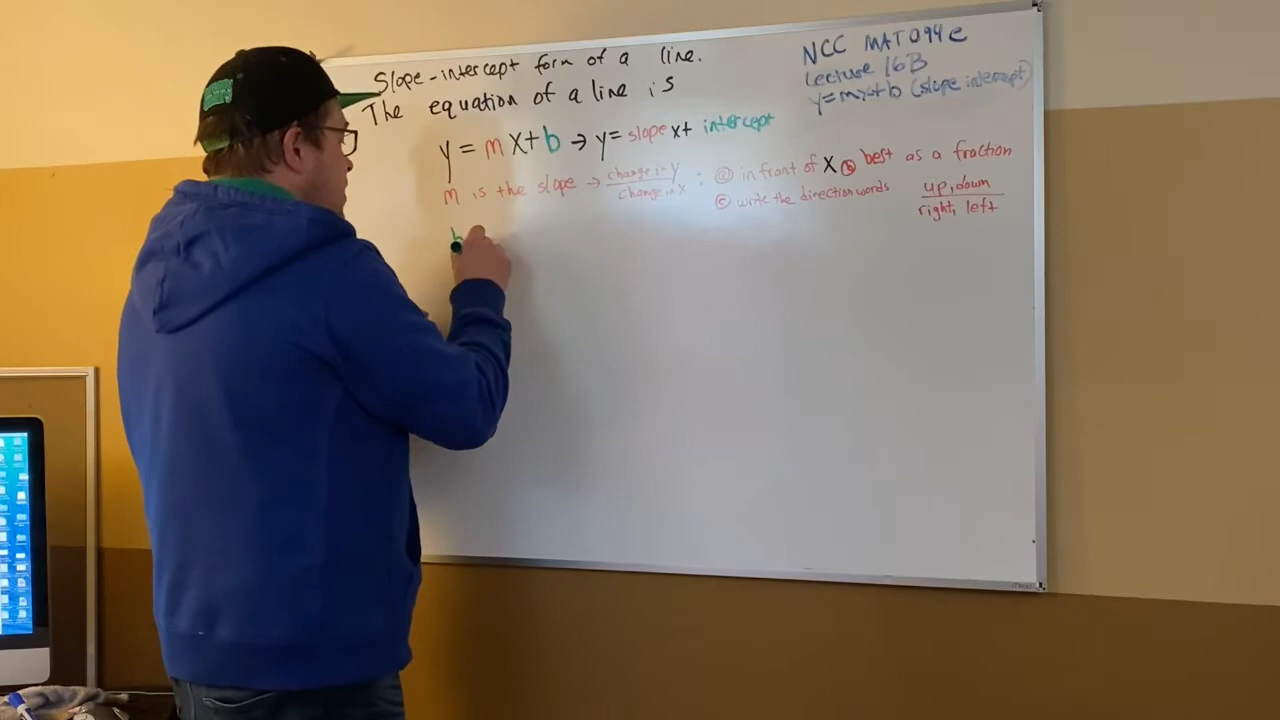 Slope-intercept form of a line.
The equation of a line is
y = mx+b → y = slope x + intercept
m is the slope → change in y / change in x : ⓐ in front of x ⓑ best as a fraction
ⓒ write the direction words up, down / right, left
b
NCC MAT094e
Lecture 16B
y=mx+b (slope intercept)